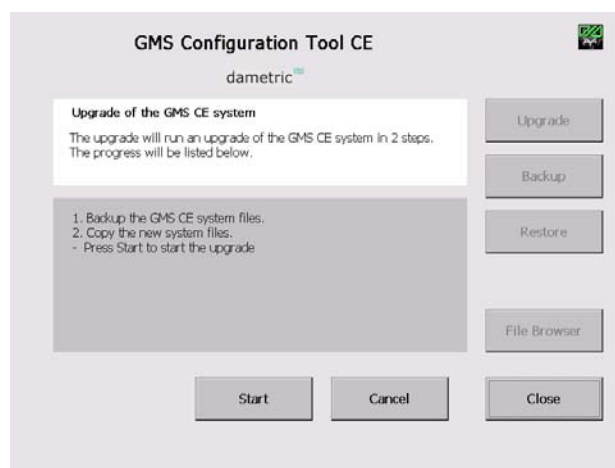 GMS Configuration Tool CE
dametric
Upgrade of the GMS CE system
The upgrade will run an upgrade of the GMS CE system in 2 steps.
The progress will be listed below.
Upgrade
Backup
1. Backup the GMS CE system files.
2. Copy the new system files.
- Press Start to start the upgrade
Restore
File Browser
Start
Cancel
Close